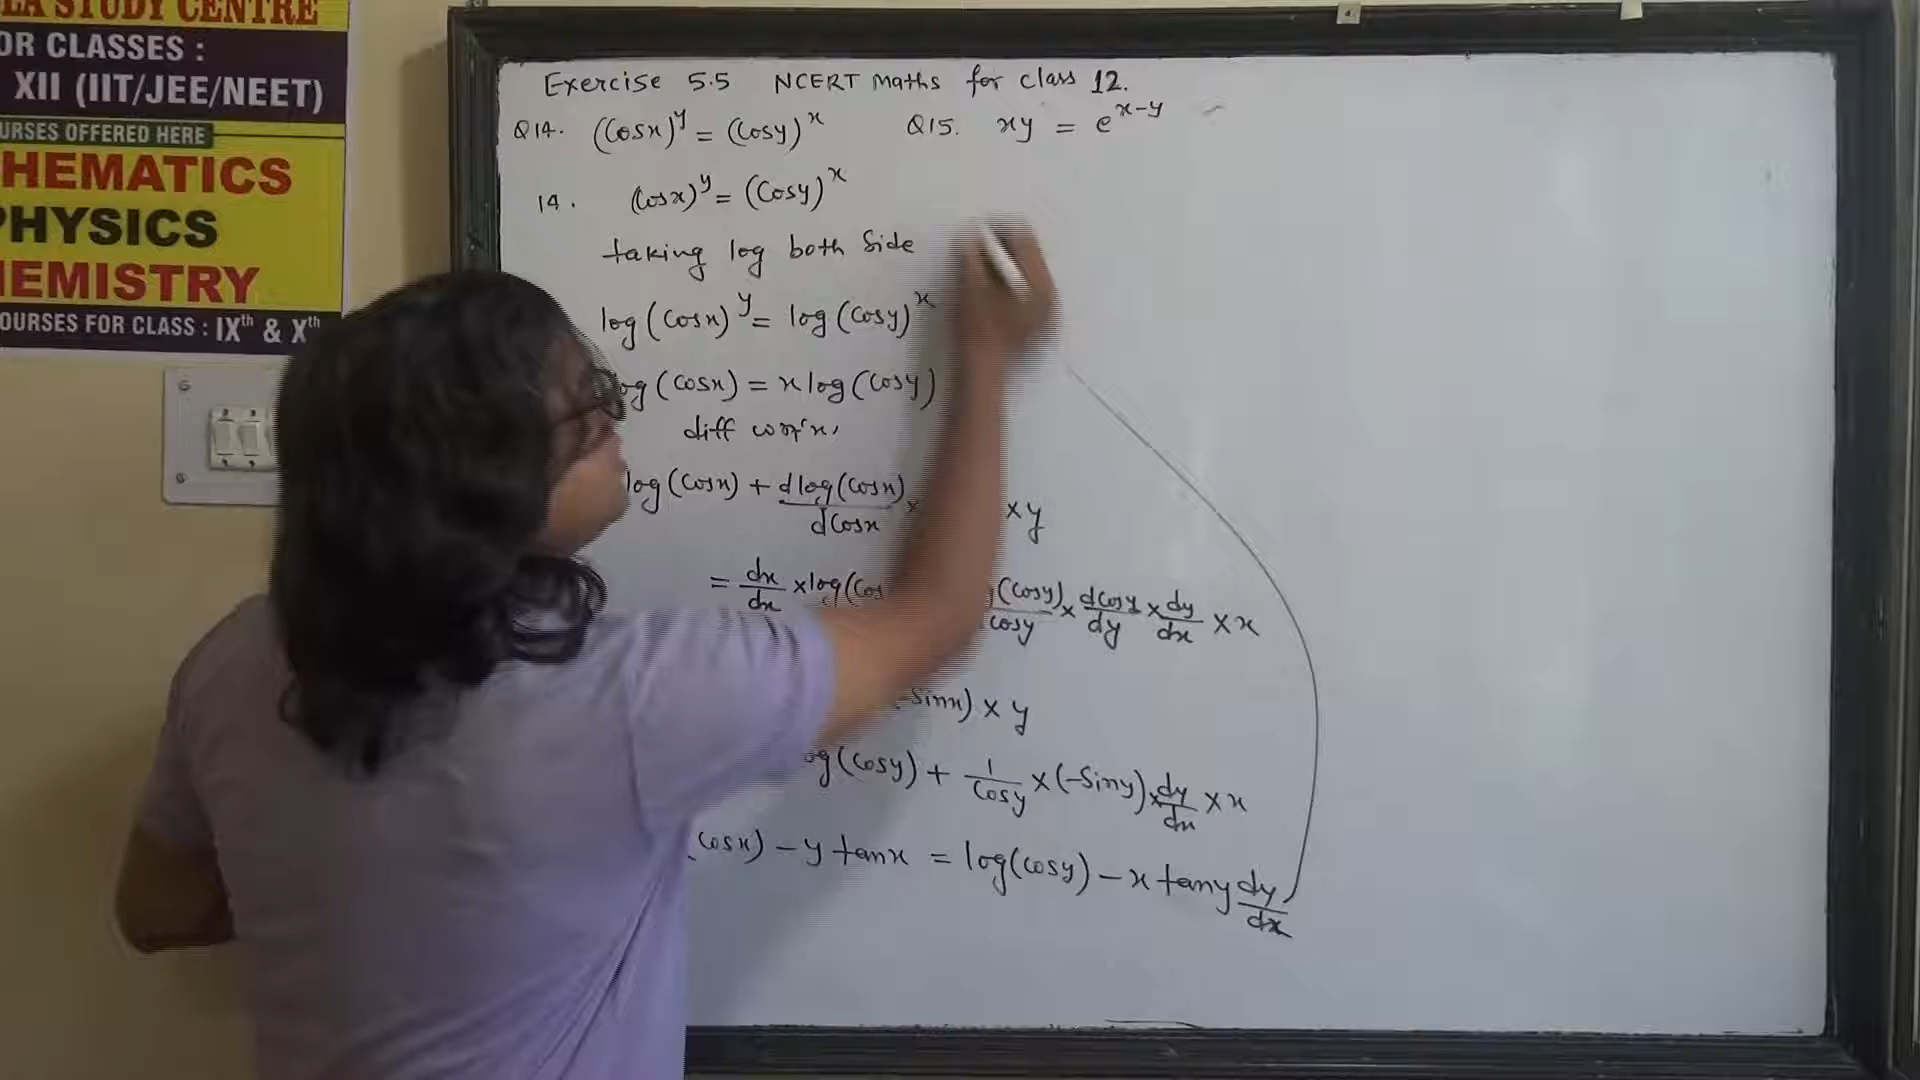 STUDY CENTRE
OR CLASSES :
XII (IIT/JEE/NEET)
URSES OFFERED HERE
HEMATICS
PHYSICS
EMISTRY
OURSES FOR CLASS : IXth & Xth
Exercise 5.5 NCERT Maths for class 12.
Q14. (Cosx)^y = (Cosy)^x Q15. xy = e^x-y
14. (Cosx)^y = (Cosy)^x
taking log both Side
log (Cosx)^y = log (Cosy)^x
og (Cosx) = x log (Cosy)
diff w.r.t x,
log (Cosx) + dlog(Cosx)/dCosx × × y
= dx/dx × log(Cos (Cosy)/cosy × dCosy/dy × dy/dx × x
-Sinx) × y
og (Cosy) + 1/Cosy × (-Siny) × dy/dx × x
(Cosx) - y tanx = log(Cosy) - x tany dy/dx